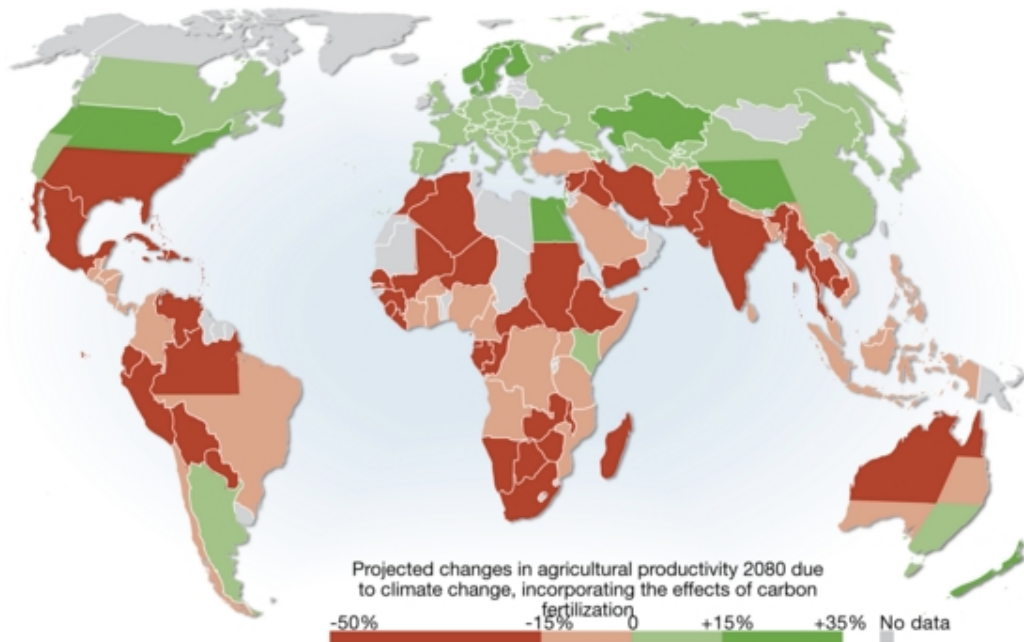 Projected changes in agricultural productivity 2080 due
to climate change, incorporating the effects of carbon
fertilization
-50% -15% 0 +15% +35% No data